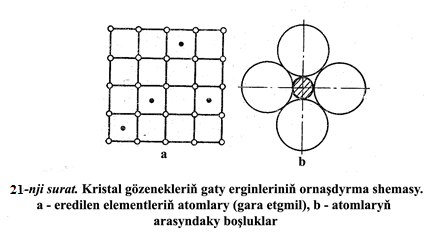 a
b
21-nji surat. Kristal gözenekleriň gaty erginleriniň ornaşdyrma shemasy.
a - eredilen elementleriň atomlary (gara etgmil), b - atomlaryň
arasyndaky boşluklar